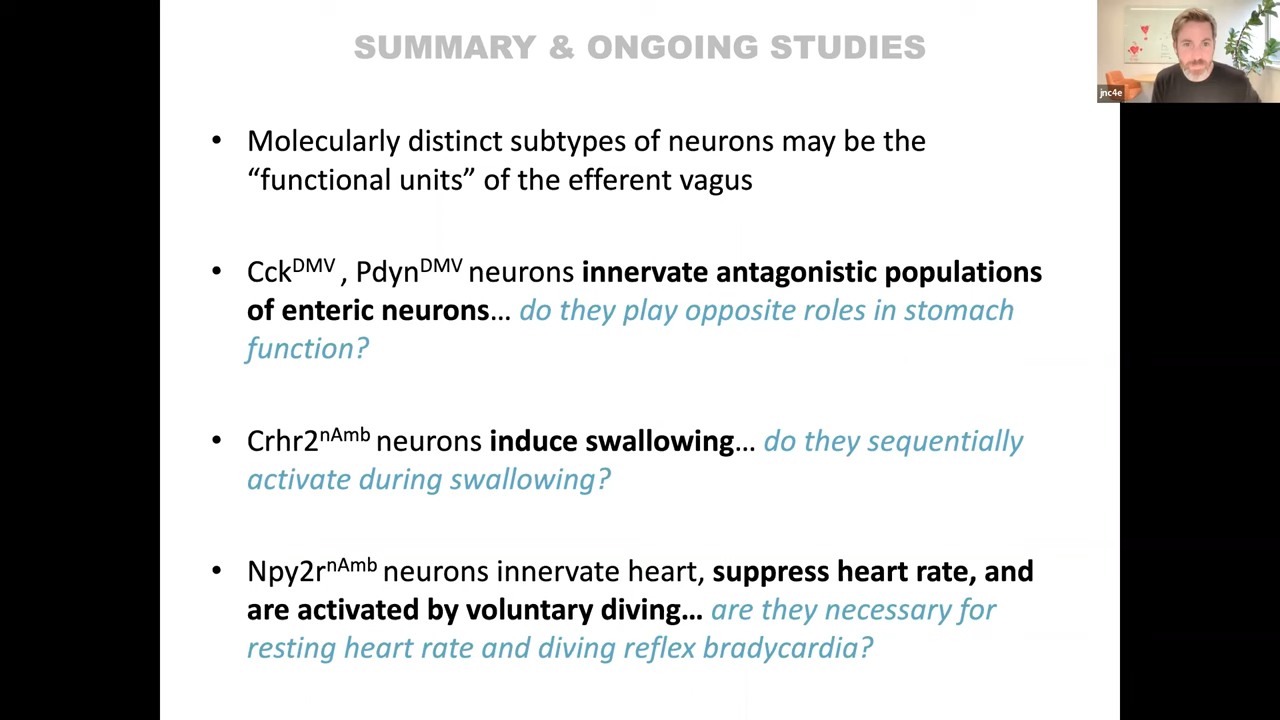 SUMMARY & ONGOING STUDIES
jnc4e
• Molecularly distinct subtypes of neurons may be the
“functional units” of the efferent vagus
• Cckᴰᴹⱽ , Pdynᴰᴹⱽ neurons innervate antagonistic populations
of enteric neurons… do they play opposite roles in stomach
function?
• Crhr2nAmb neurons induce swallowing… do they sequentially
activate during swallowing?
• Npy2rnAmb neurons innervate heart, suppress heart rate, and
are activated by voluntary diving… are they necessary for
resting heart rate and diving reflex bradycardia?